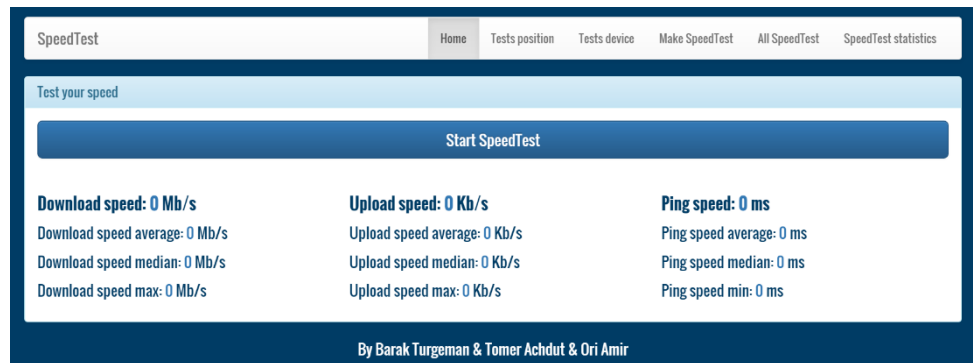 SpeedTest Home Tests position Tests device Make SpeedTest All SpeedTest SpeedTest statistics
Test your speed
Start SpeedTest
Download speed: 0 Mb/s Upload speed: 0 Kb/s Ping speed: 0 ms
Download speed average: 0 Mb/s Upload speed average: 0 Kb/s Ping speed average: 0 ms
Download speed median: 0 Mb/s Upload speed median: 0 Kb/s Ping speed median: 0 ms
Download speed max: 0 Mb/s Upload speed max: 0 Kb/s Ping speed min: 0 ms
By Barak Turgeman & Tomer Achdut & Ori Amir